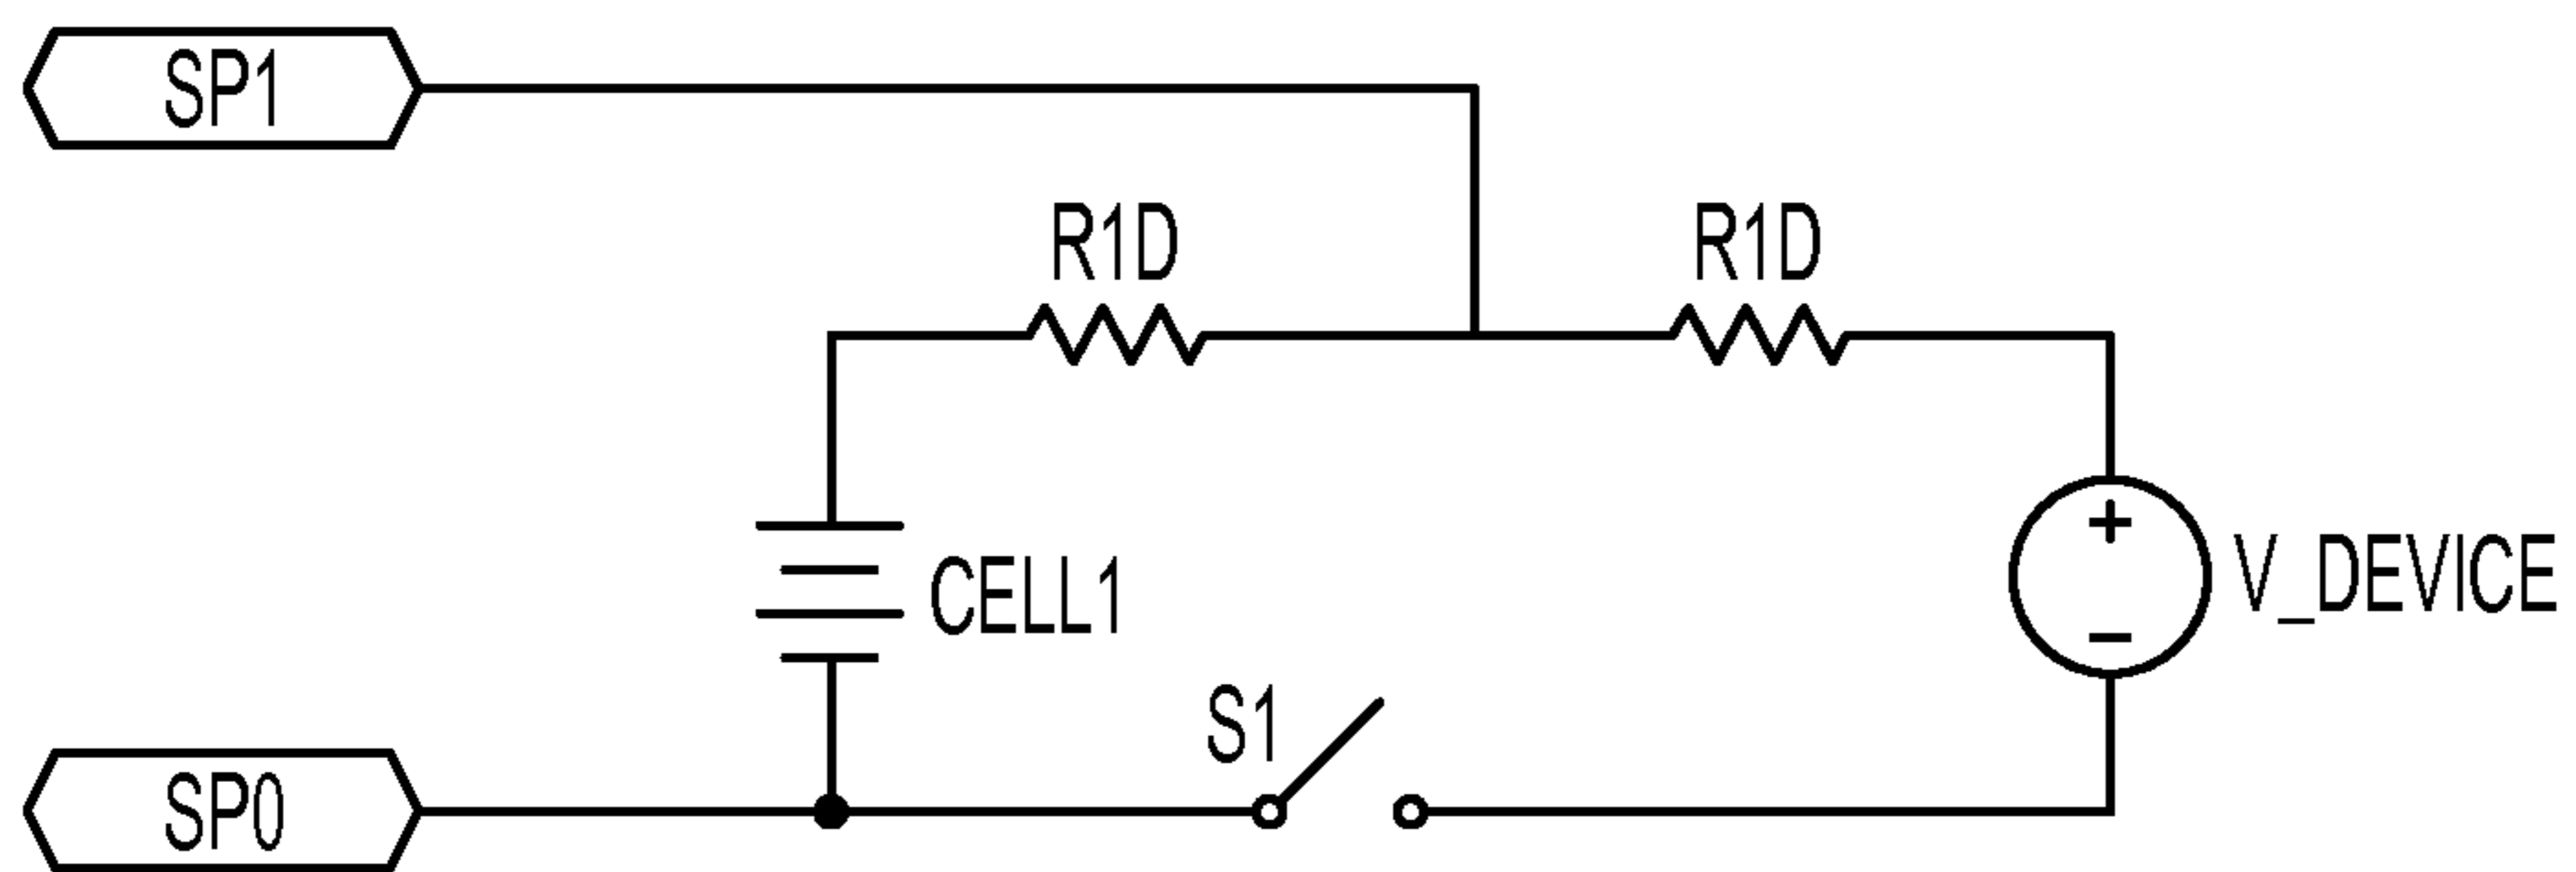 SP1
R1D
R1D
+
CELL1
V_DEVICE
–
S1
SP0